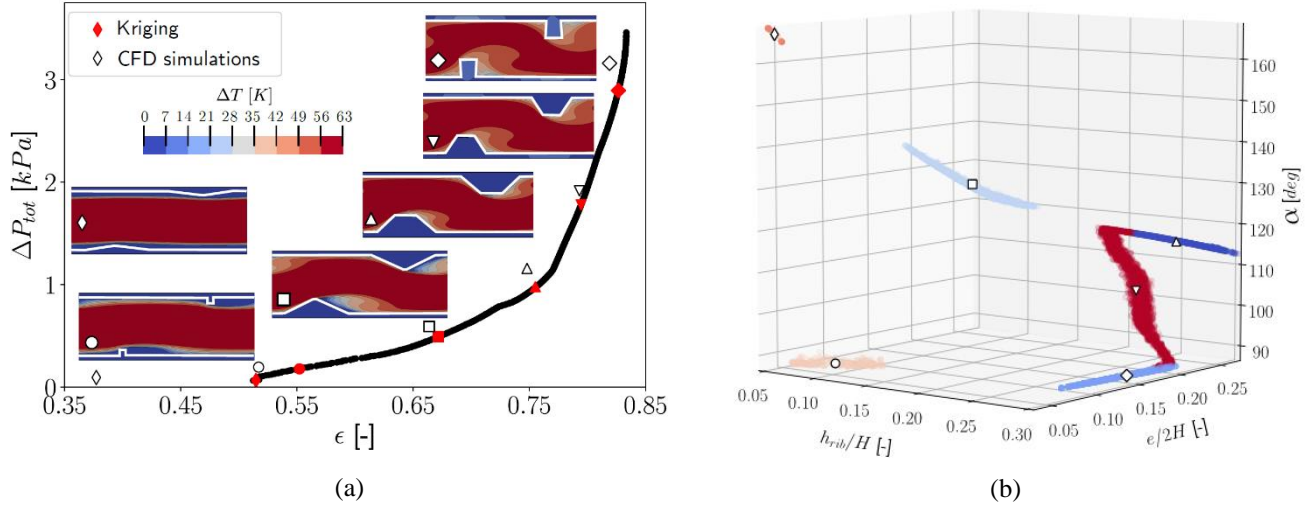 Kriging
CFD simulations
ΔT [K]
0 7 14 21 28 35 42 49 56 63
ΔP_tot [kPa]
3
2
1
0
0.35 0.45 0.55 0.65 0.75 0.85
ϵ [-]
(a)
160
150
140
130
120
110
100
90
α [deg]
0.05 0.10 0.15 0.20 0.25 0.30
h_rib/H [-]
0.05 0.10 0.15 0.20 0.25
e/2H [-]
(b)